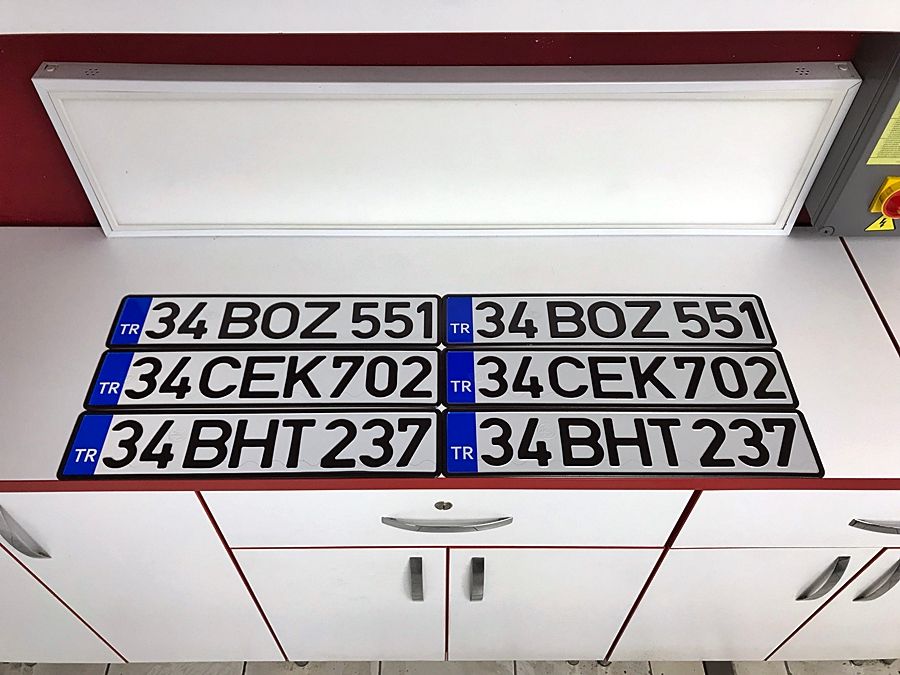 TR 34 BOZ 551 TR 34 BOZ 551
TR 34 CEK 702 TR 34 CEK 702
TR 34 BHT 237 TR 34 BHT 237